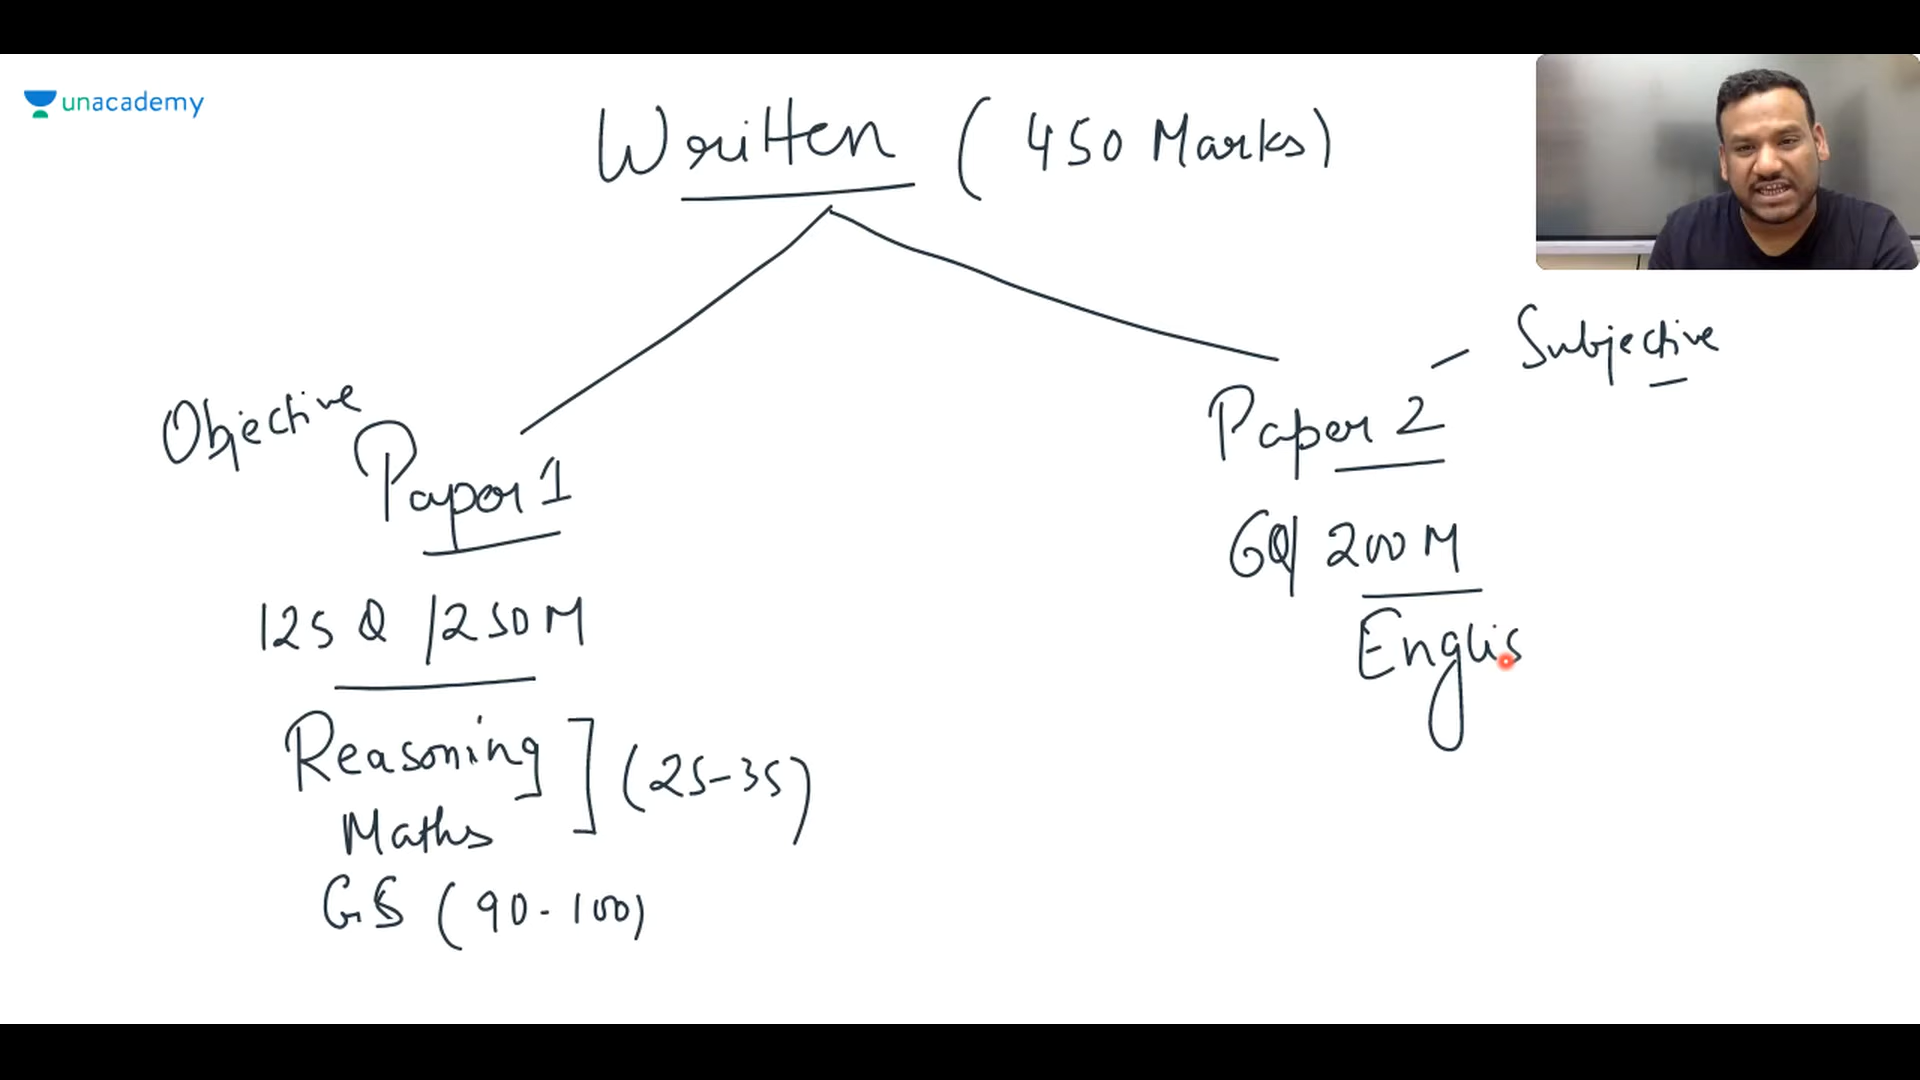 unacademy
Written (450 Marks)
Subjective
Objective
Paper 1
Paper 2
125 Q / 250 M
6Q/ 200 M
Englis
Reasoning
Maths
(25-35)
GS (90-100)